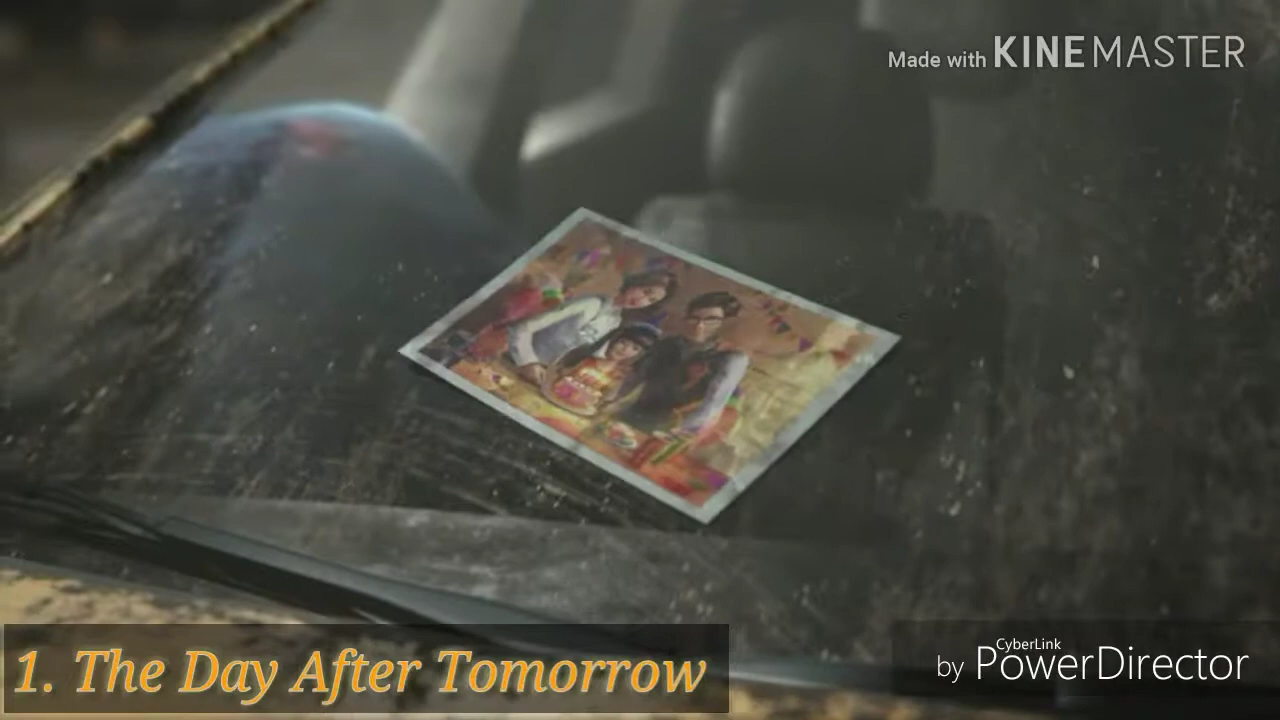 Made with KINEMASTER
1. The Day After Tomorrow
CyberLink
by PowerDirector